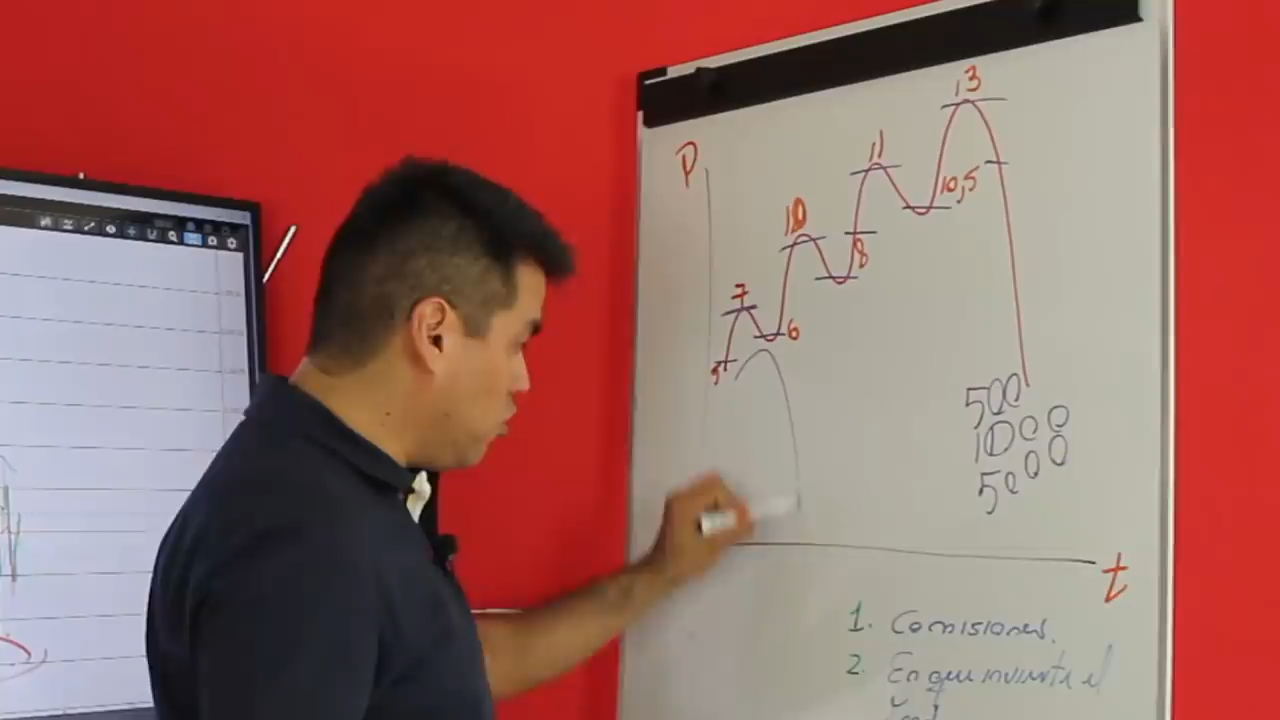 13
P
11
10,5
10
8
7
6
5
500
1000
5000
t
1. Comisiones.
2. En que invierte el